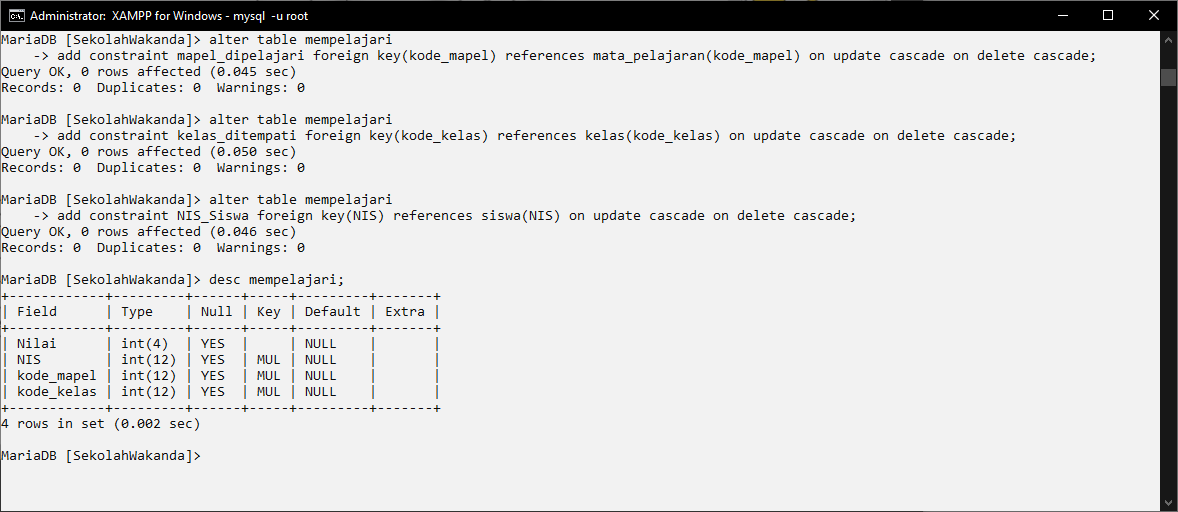 Administrator:  XAMPP for Windows - mysql  -u root
MariaDB [SekolahWakanda]> alter table mempelajari
    -> add constraint mapel_dipelajari foreign key(kode_mapel) references mata_pelajaran(kode_mapel) on update cascade on delete cascade;
Query OK, 0 rows affected (0.045 sec)
Records: 0  Duplicates: 0  Warnings: 0

MariaDB [SekolahWakanda]> alter table mempelajari
    -> add constraint kelas_ditempati foreign key(kode_kelas) references kelas(kode_kelas) on update cascade on delete cascade;
Query OK, 0 rows affected (0.050 sec)
Records: 0  Duplicates: 0  Warnings: 0

MariaDB [SekolahWakanda]> alter table mempelajari
    -> add constraint NIS_Siswa foreign key(NIS) references siswa(NIS) on update cascade on delete cascade;
Query OK, 0 rows affected (0.046 sec)
Records: 0  Duplicates: 0  Warnings: 0

MariaDB [SekolahWakanda]> desc mempelajari;
+------------+---------+------+-----+---------+-------+
| Field      | Type    | Null | Key | Default | Extra |
+------------+---------+------+-----+---------+-------+
| Nilai      | int(4)  | YES  |     | NULL    |       |
| NIS        | int(12) | YES  | MUL | NULL    |       |
| kode_mapel | int(12) | YES  | MUL | NULL    |       |
| kode_kelas | int(12) | YES  | MUL | NULL    |       |
+------------+---------+------+-----+---------+-------+
4 rows in set (0.002 sec)

MariaDB [SekolahWakanda]>